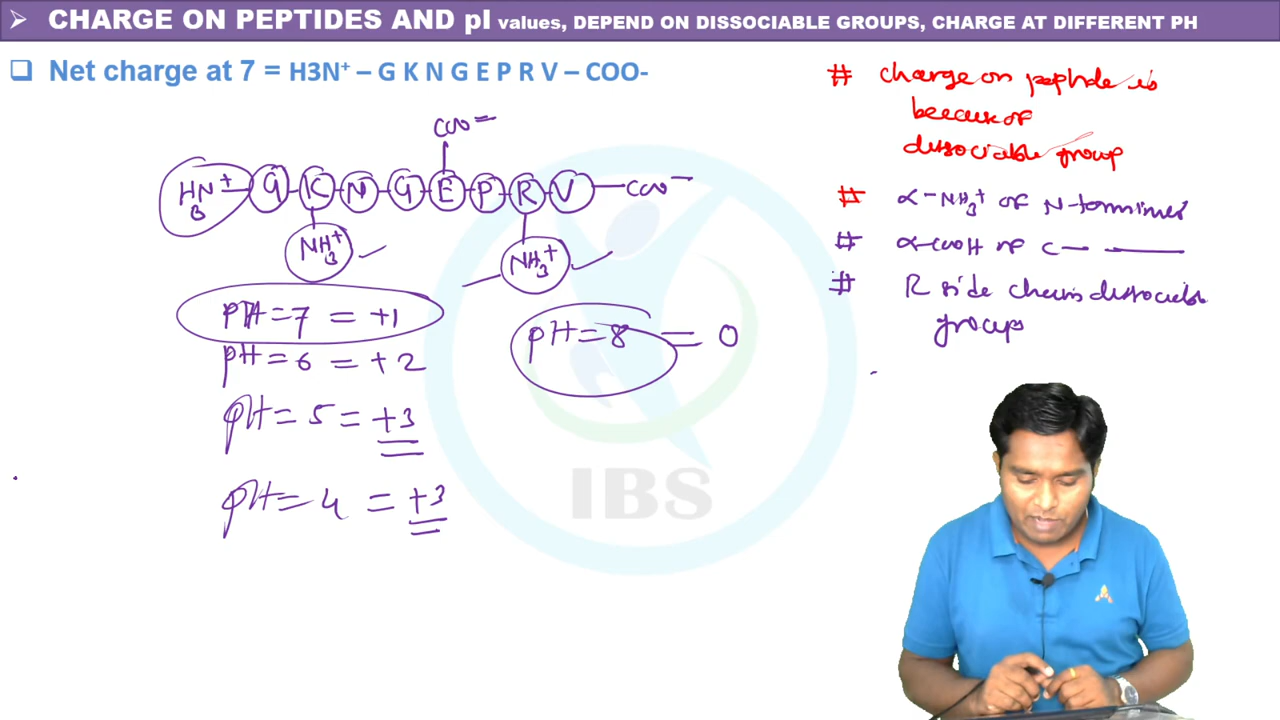 ➤ CHARGE ON PEPTIDES AND pI values, DEPEND ON DISSOCIABLE GROUPS, CHARGE AT DIFFERENT PH
❑ Net charge at 7 = H3N⁺ – G K N G E P R V – COO-
COO⁻
H₃N⁺ – G – K – N – G – E – P – R – V – COO⁻
NH₃⁺ NH₃⁺
pH = 7 = +1
pH = 6 = +2
pH = 5 = +3
pH = 4 = +3
pH = 8 = 0
# charge on peptide is
because of
dissociable group
# α-NH₃⁺ of N-terminus
# α-COOH of C—
# R side chains dissociable
groups
IBS